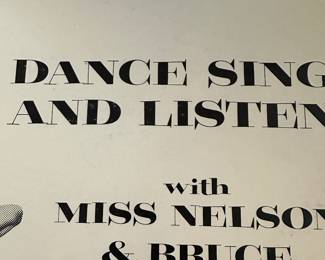 DANCE SING
AND LISTEN
with
MISS NELSON
& BRUCE